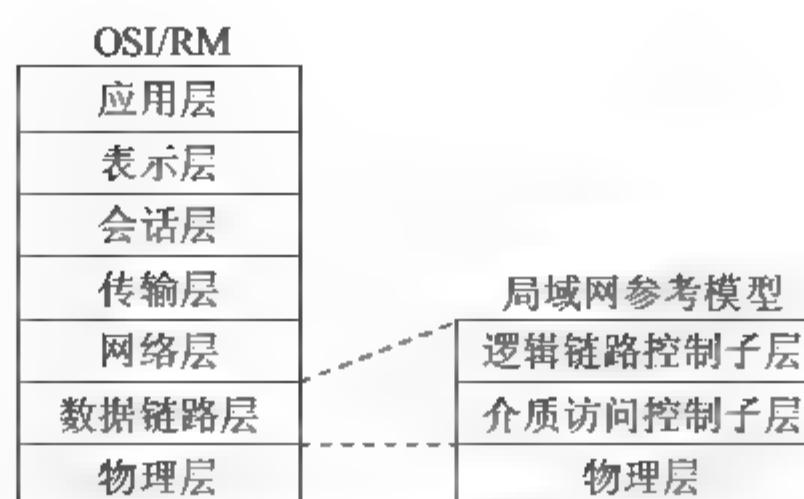 OSI/RM
应用层
表示层
会话层
传输层
网络层
数据链路层
物理层
局域网参考模型
逻辑链路控制子层
介质访问控制子层
物理层